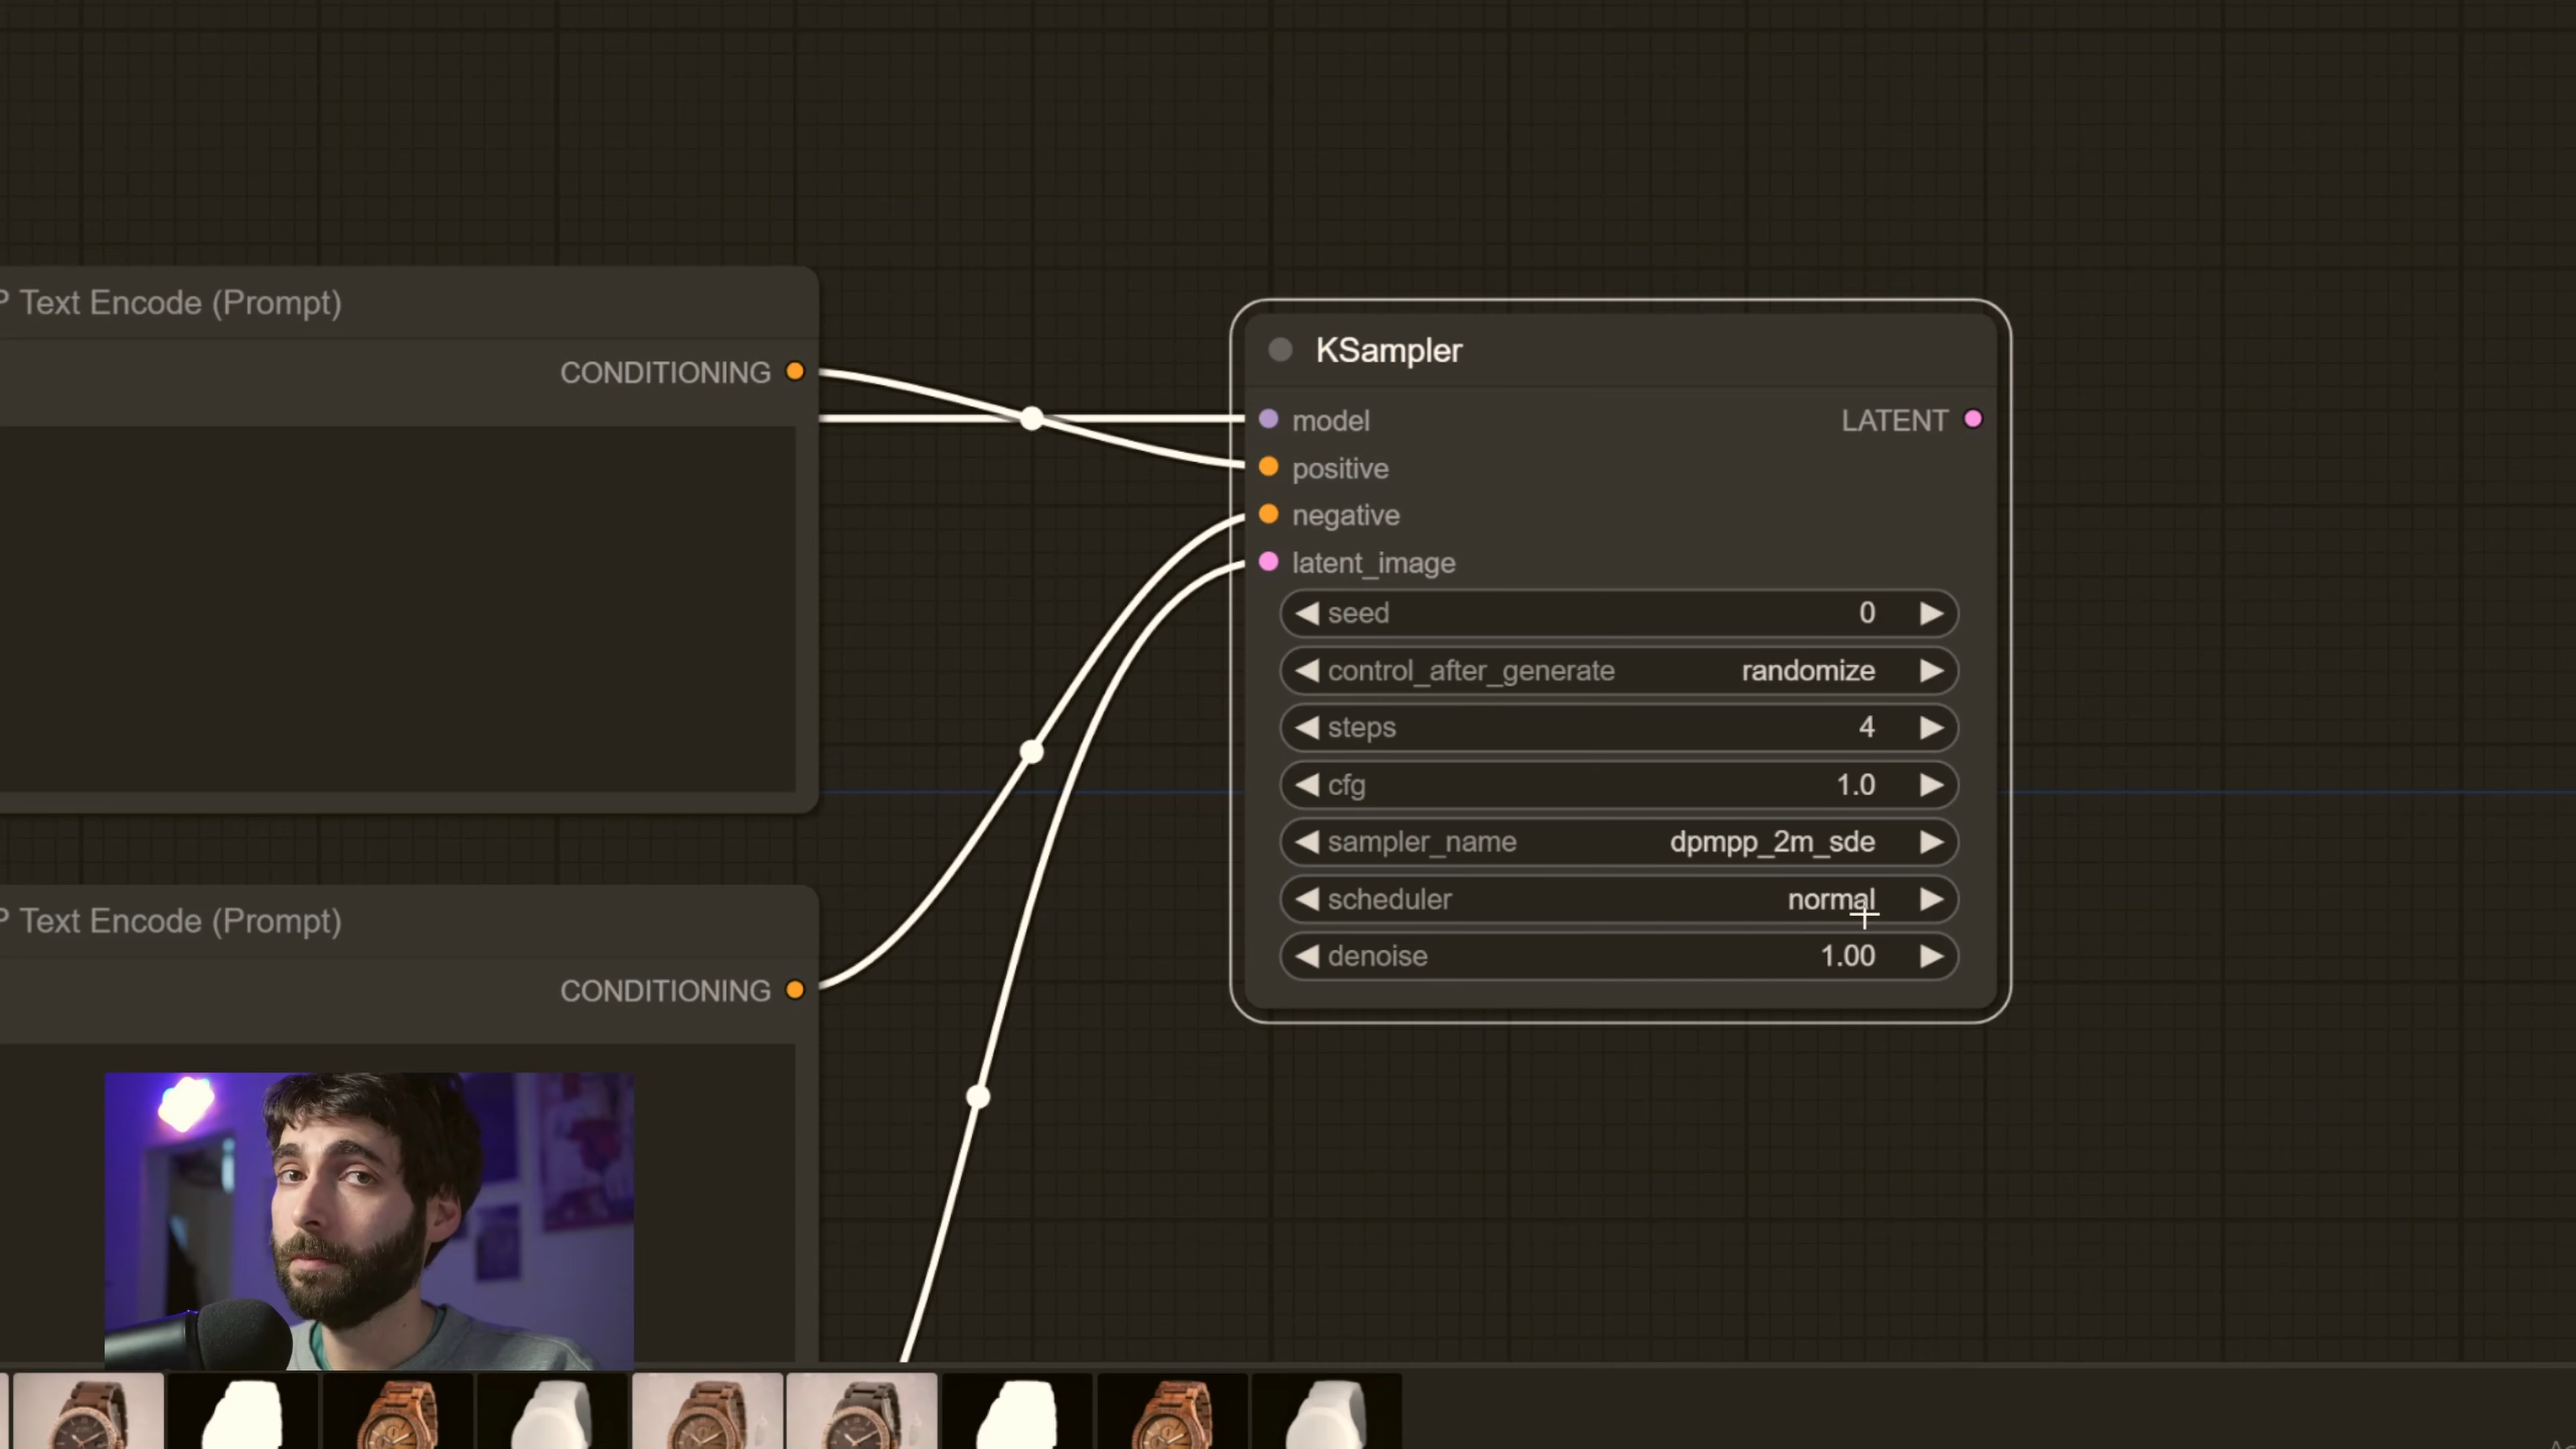 P Text Encode (Prompt)
CONDITIONING
P Text Encode (Prompt)
CONDITIONING
KSampler
model LATENT
positive
negative
latent_image
seed 0
control_after_generate randomize
steps 4
cfg 1.0
sampler_name dpmpp_2m_sde
scheduler normal
denoise 1.00